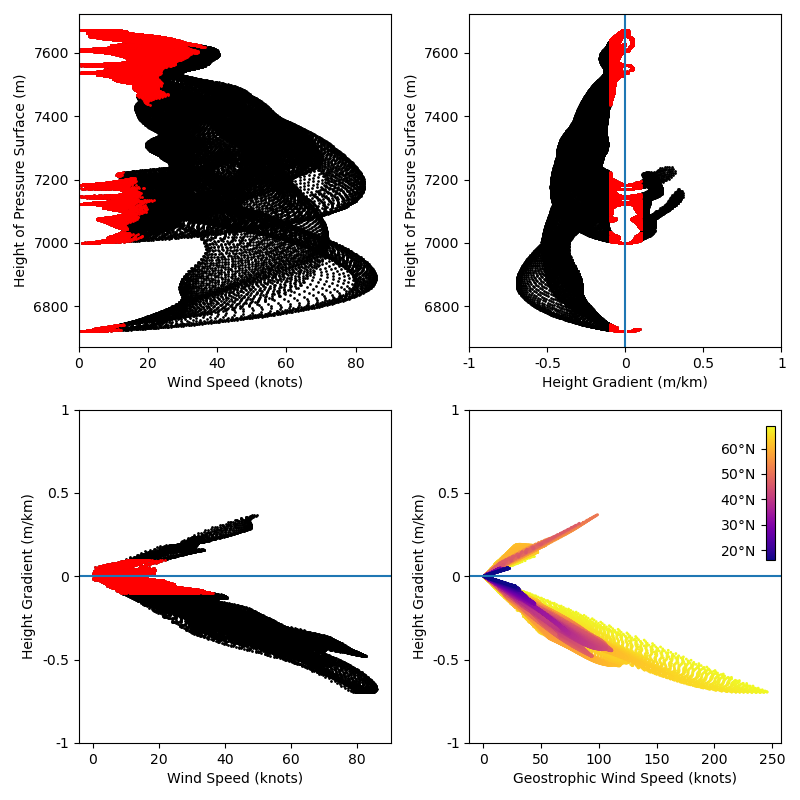 Height of Pressure Surface (m)
7600
7400
7200
7000
6800
0 20 40 60 80
Wind Speed (knots)
Height of Pressure Surface (m)
7600
7400
7200
7000
6800
-1 -0.5 0 0.5 1
Height Gradient (m/km)
Height Gradient (m/km)
1
0.5
0
-0.5
-1
0 20 40 60 80
Wind Speed (knots)
Height Gradient (m/km)
1
0.5
0
-0.5
-1
60°N
50°N
40°N
30°N
20°N
0 50 100 150 200 250
Geostrophic Wind Speed (knots)